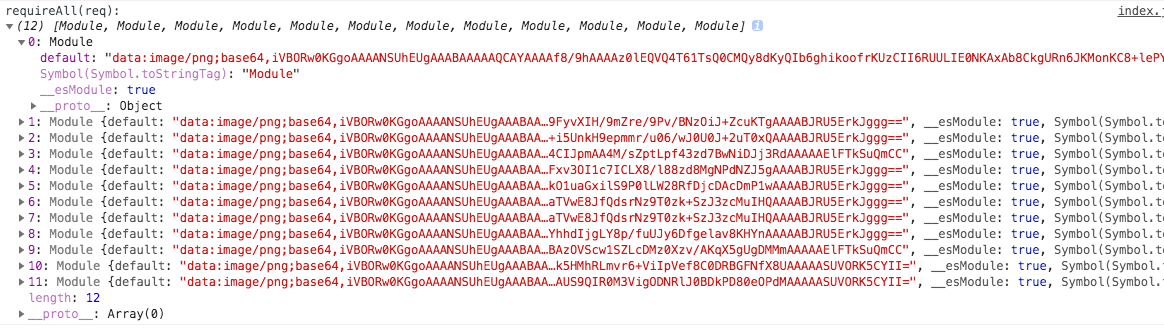 requireAll(req): index.j
▼(12) [Module, Module, Module, Module, Module, Module, Module, Module, Module, Module, Module, Module] i
▼0: Module
default: "data:image/png;base64,iVBORw0KGgoAAAANSUhEUgAAABAAAAAQCAYAAAAf8/9hAAAAz0lEQVQ4T61TsQ0CMQy8dKyQIb6ghikoofrKUzCII6RUULIE0NKAxAb8CkgURn6JKMonKC8+lePY
Symbol(Symbol.toStringTag): "Module"
__esModule: true
▶__proto__: Object
▶1: Module {default: "data:image/png;base64,iVBORw0KGgoAAAANSUhEUgAAABAA…9FyvXIH/9mZre/9Pv/BNzOiJ+ZcuKTgAAAABJRU5ErkJggg==", __esModule: true, Symbol(Symbol.to
▶2: Module {default: "data:image/png;base64,iVBORw0KGgoAAAANSUhEUgAAABAA…+i5UnkH9epmmr/u06/wJ0U0J+2uT0xQAAAABJRU5ErkJggg==", __esModule: true, Symbol(Symbol.to
▶3: Module {default: "data:image/png;base64,iVBORw0KGgoAAAANSUhEUgAAABAA…4CIJpmAA4M/sZptLpf43zd7BwNiDJj3RdAAAAAElFTkSuQmCC", __esModule: true, Symbol(Symbol.to
▶4: Module {default: "data:image/png;base64,iVBORw0KGgoAAAANSUhEUgAAABAA…Fxv3OI1c7ICLX8/l88zd8MgNPdNZJ5gAAAABJRU5ErkJggg==", __esModule: true, Symbol(Symbol.to
▶5: Module {default: "data:image/png;base64,iVBORw0KGgoAAAANSUhEUgAAABAA…kO1uaGxilS9P0lLW28RfDjcDAcDmP1wAAAABJRU5ErkJggg==", __esModule: true, Symbol(Symbol.to
▶6: Module {default: "data:image/png;base64,iVBORw0KGgoAAAANSUhEUgAAABAA…aTVwE8JfQdsrNz9T0zk+SzJ3zcMuIHQAAAABJRU5ErkJggg==", __esModule: true, Symbol(Symbol.to
▶7: Module {default: "data:image/png;base64,iVBORw0KGgoAAAANSUhEUgAAABAA…aTVwE8JfQdsrNz9T0zk+SzJ3zcMuIHQAAAABJRU5ErkJggg==", __esModule: true, Symbol(Symbol.to
▶8: Module {default: "data:image/png;base64,iVBORw0KGgoAAAANSUhEUgAAABAA…YhhdIjgLY8p/fuUJy6Dfgelav8KHYnAAAAABJRU5ErkJggg==", __esModule: true, Symbol(Symbol.to
▶9: Module {default: "data:image/png;base64,iVBORw0KGgoAAAANSUhEUgAAABAA…BAzOVScw1SZLcDMz0Xzv/AKqX5gUgDMMmAAAAAElFTkSuQmCC", __esModule: true, Symbol(Symbol.to
▶10: Module {default: "data:image/png;base64,iVBORw0KGgoAAAANSUhEUgAAABAA…k5HMhRLmvr6+ViIpVef8C0DRBGFNfX8UAAAAASUVORK5CYII=", __esModule: true, Symbol(Symbol.t
▶11: Module {default: "data:image/png;base64,iVBORw0KGgoAAAANSUhEUgAAABAA…AUS9QIR0M3VigODNRlJ0BDkPD80eOPdMAAAAASUVORK5CYII=", __esModule: true, Symbol(Symbol.t
length: 12
▶__proto__: Array(0)